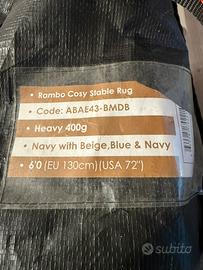 • Rambo Cosy Stable Rug
• Code: ABAE43-BMDB
• Heavy 400g
• Navy with Beige,Blue & Navy
• 6'0 (EU 130cm)(USA 72")
subito